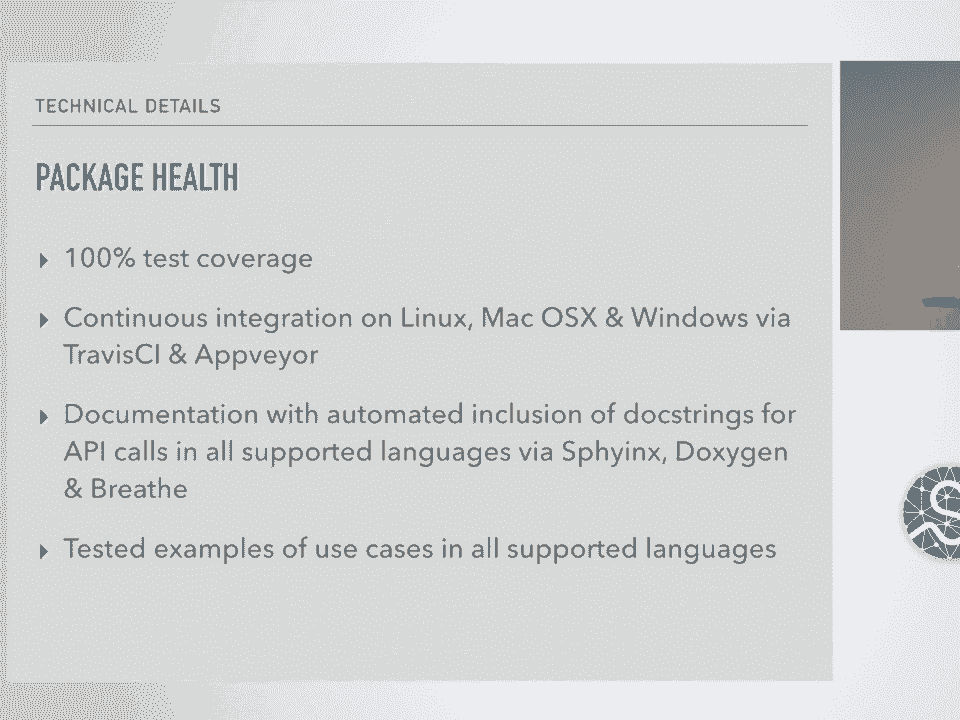 TECHNICAL DETAILS
PACKAGE HEALTH
‣ 100% test coverage
‣ Continuous integration on Linux, Mac OSX & Windows via
TravisCI & Appveyor
‣ Documentation with automated inclusion of docstrings for
API calls in all supported languages via Sphyinx, Doxygen
& Breathe
‣ Tested examples of use cases in all supported languages